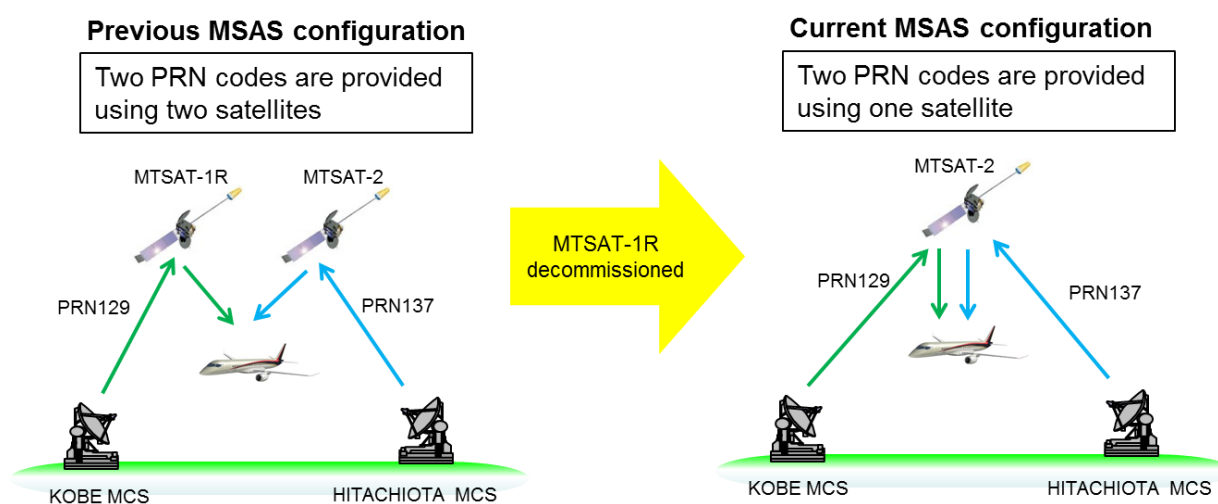 Previous MSAS configuration
Two PRN codes are provided
using two satellites
MTSAT-1R
MTSAT-2
PRN129
PRN137
KOBE MCS
HITACHIOTA MCS
MTSAT-1R
decommissioned
Current MSAS configuration
Two PRN codes are provided
using one satellite
MTSAT-2
PRN129
PRN137
KOBE MCS
HITACHIOTA MCS